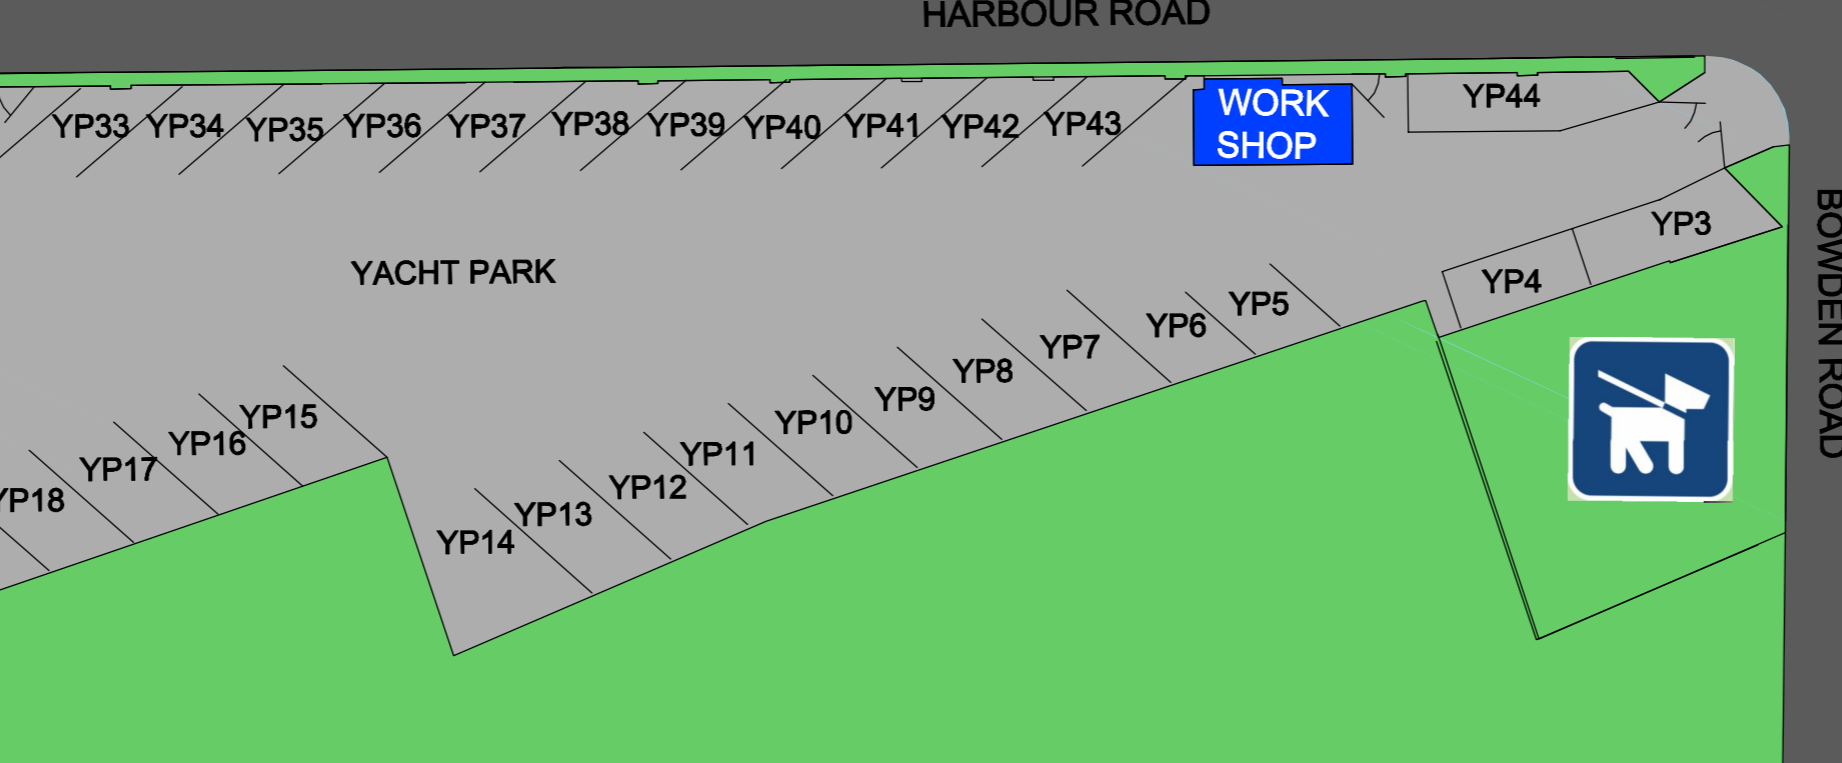 HARBOUR ROAD
YP33 YP34 YP35 YP36 YP37 YP38 YP39 YP40 YP41 YP42 YP43
WORK
SHOP
YP44
BOWDEN ROAD
YP3
YP4
YACHT PARK
YP5
YP6
YP7
YP8
YP9
YP10
YP11
YP12
YP13
YP14
YP15
YP16
YP17
YP18